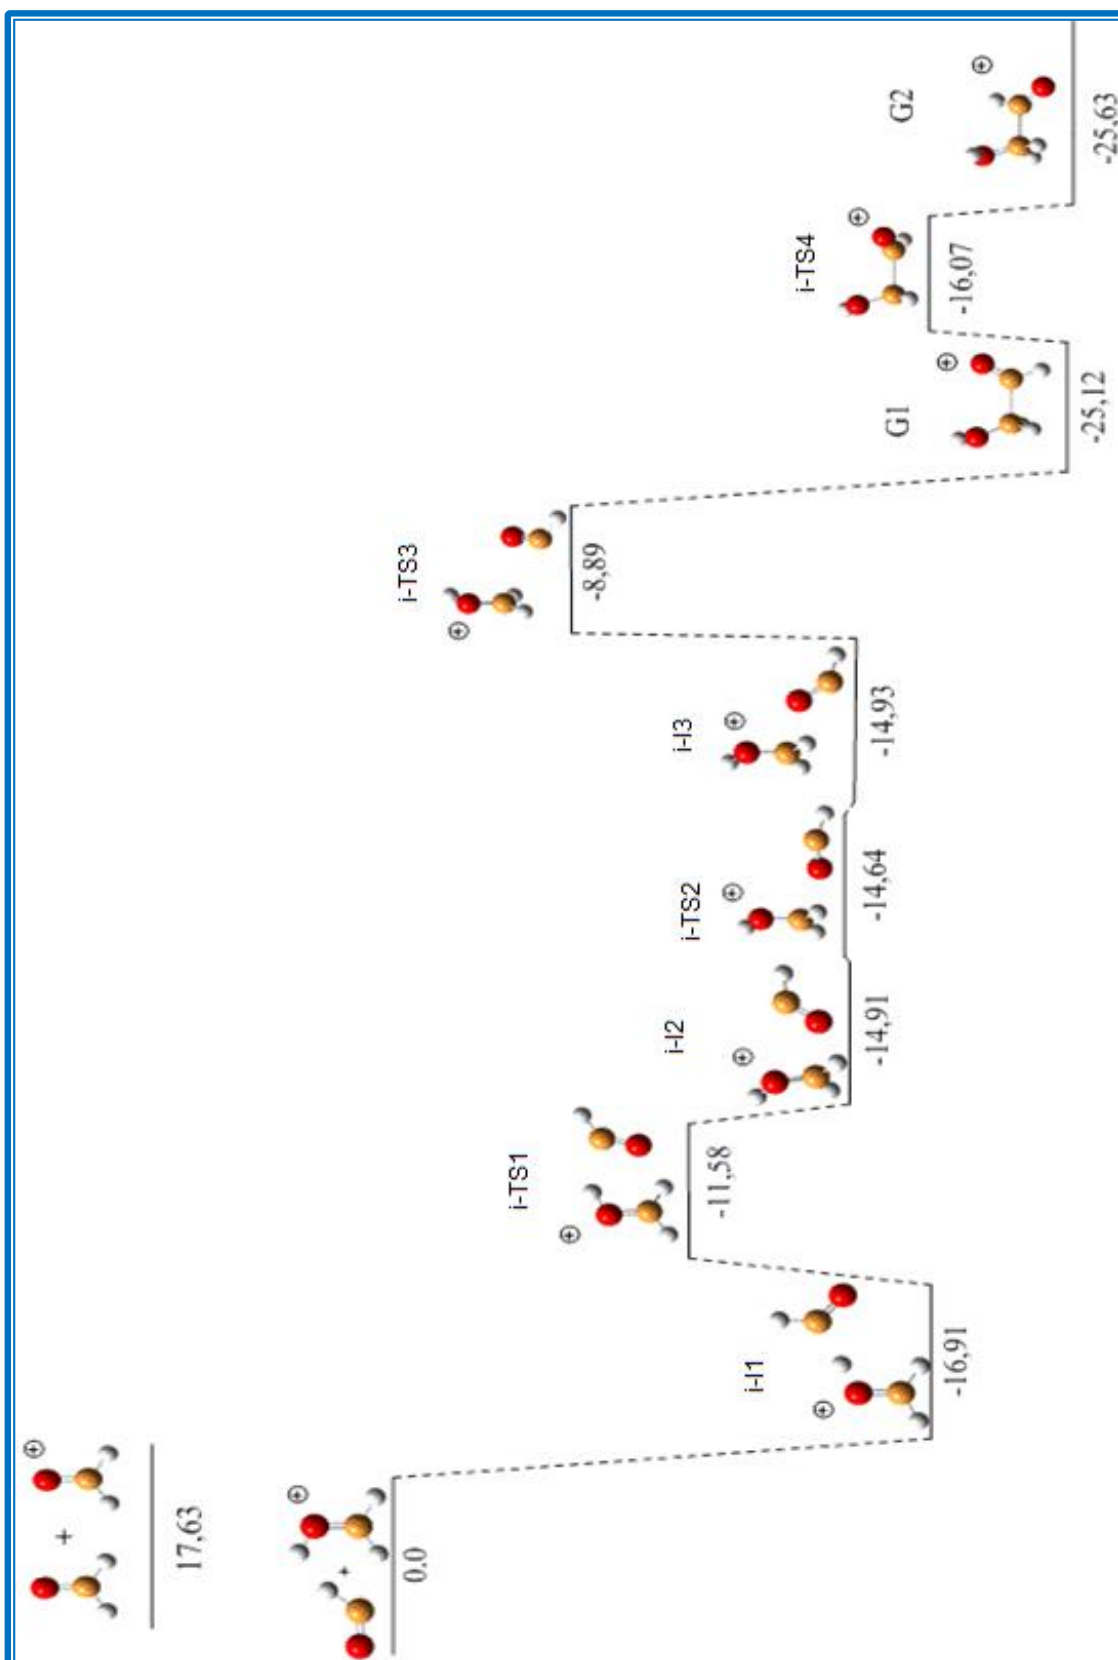 +
17,63
+
0.0
i-I1
-16,91
i-TS1
-11,58
i-I2
-14,91
i-TS2
-14,64
i-I3
-14,93
i-TS3
-8,89
G1
-25,12
i-TS4
-16,07
G2
-25,63